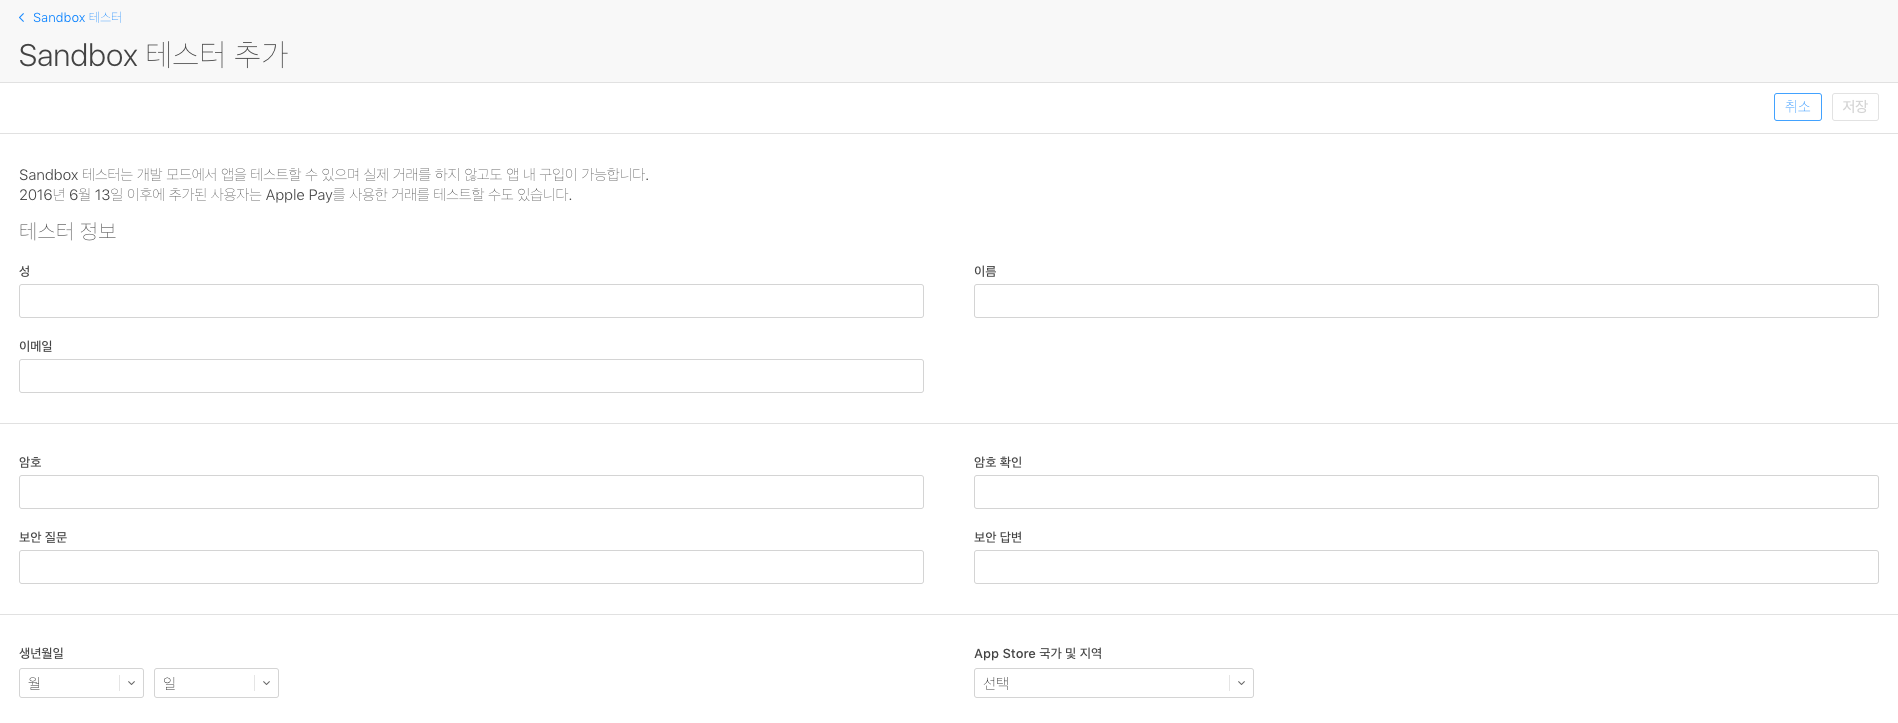 Sandbox 테스터
Sandbox 테스터 추가
취소 저장
Sandbox 테스터는 개발 모드에서 앱을 테스트할 수 있으며 실제 거래를 하지 않고도 앱 내 구입이 가능합니다.
2016년 6월 13일 이후에 추가된 사용자는 Apple Pay를 사용한 거래를 테스트할 수도 있습니다.
테스터 정보
성 이름
이메일
암호 암호 확인
보안 질문 보안 답변
생년월일 App Store 국가 및 지역
월 일 선택